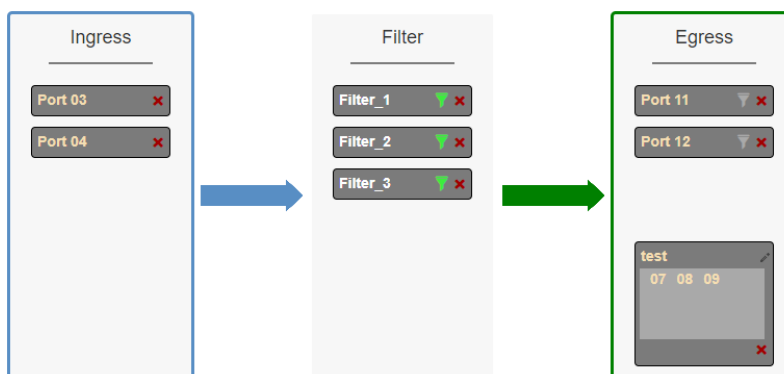 Ingress
Port 03
Port 04
Filter
Filter_1
Filter_2
Filter_3
Egress
Port 11
Port 12
test
07 08 09